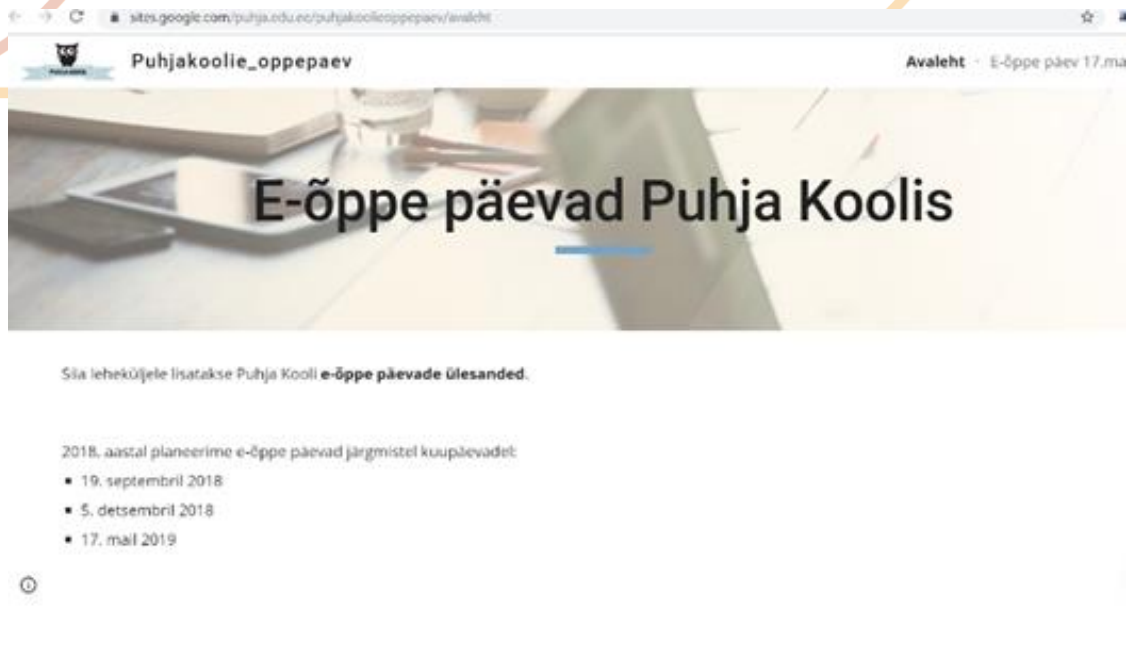 sites.google.com/puhja.edu.ee/puhjakoolieoppepaev/avaleht
Puhjakoolie_oppepaev
Avaleht
E-õppe päev 17.ma
E-õppe päevad Puhja Koolis
Siia leheküljele lisatakse Puhja Kooli e-õppe päevade ülesanded.
2018. aastal planeerime e-õppe päevad järgmistel kuupäevadel:
19. septembril 2018
5. detsembril 2018
17. mail 2019